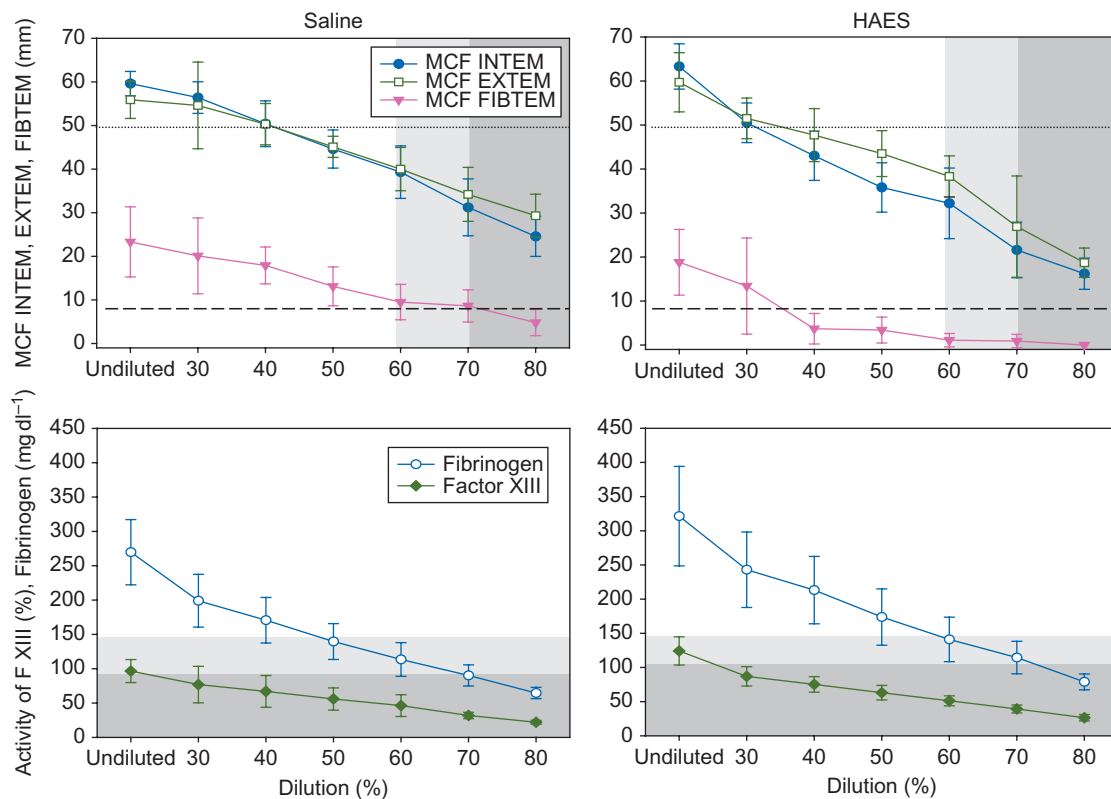 Saline
HAES
MCF INTEM, EXTEM, FIBTEM (mm)
70
60
50
40
30
20
10
0
MCF INTEM
MCF EXTEM
MCF FIBTEM
Undiluted 30 40 50 60 70 80
70
60
50
40
30
20
10
0
Undiluted 30 40 50 60 70 80
Activity of F XIII (%), Fibrinogen (mg dl⁻¹)
450
400
350
300
250
200
150
100
50
0
Fibrinogen
Factor XIII
Undiluted 30 40 50 60 70 80
Dilution (%)
450
400
350
300
250
200
150
100
50
0
Undiluted 30 40 50 60 70 80
Dilution (%)